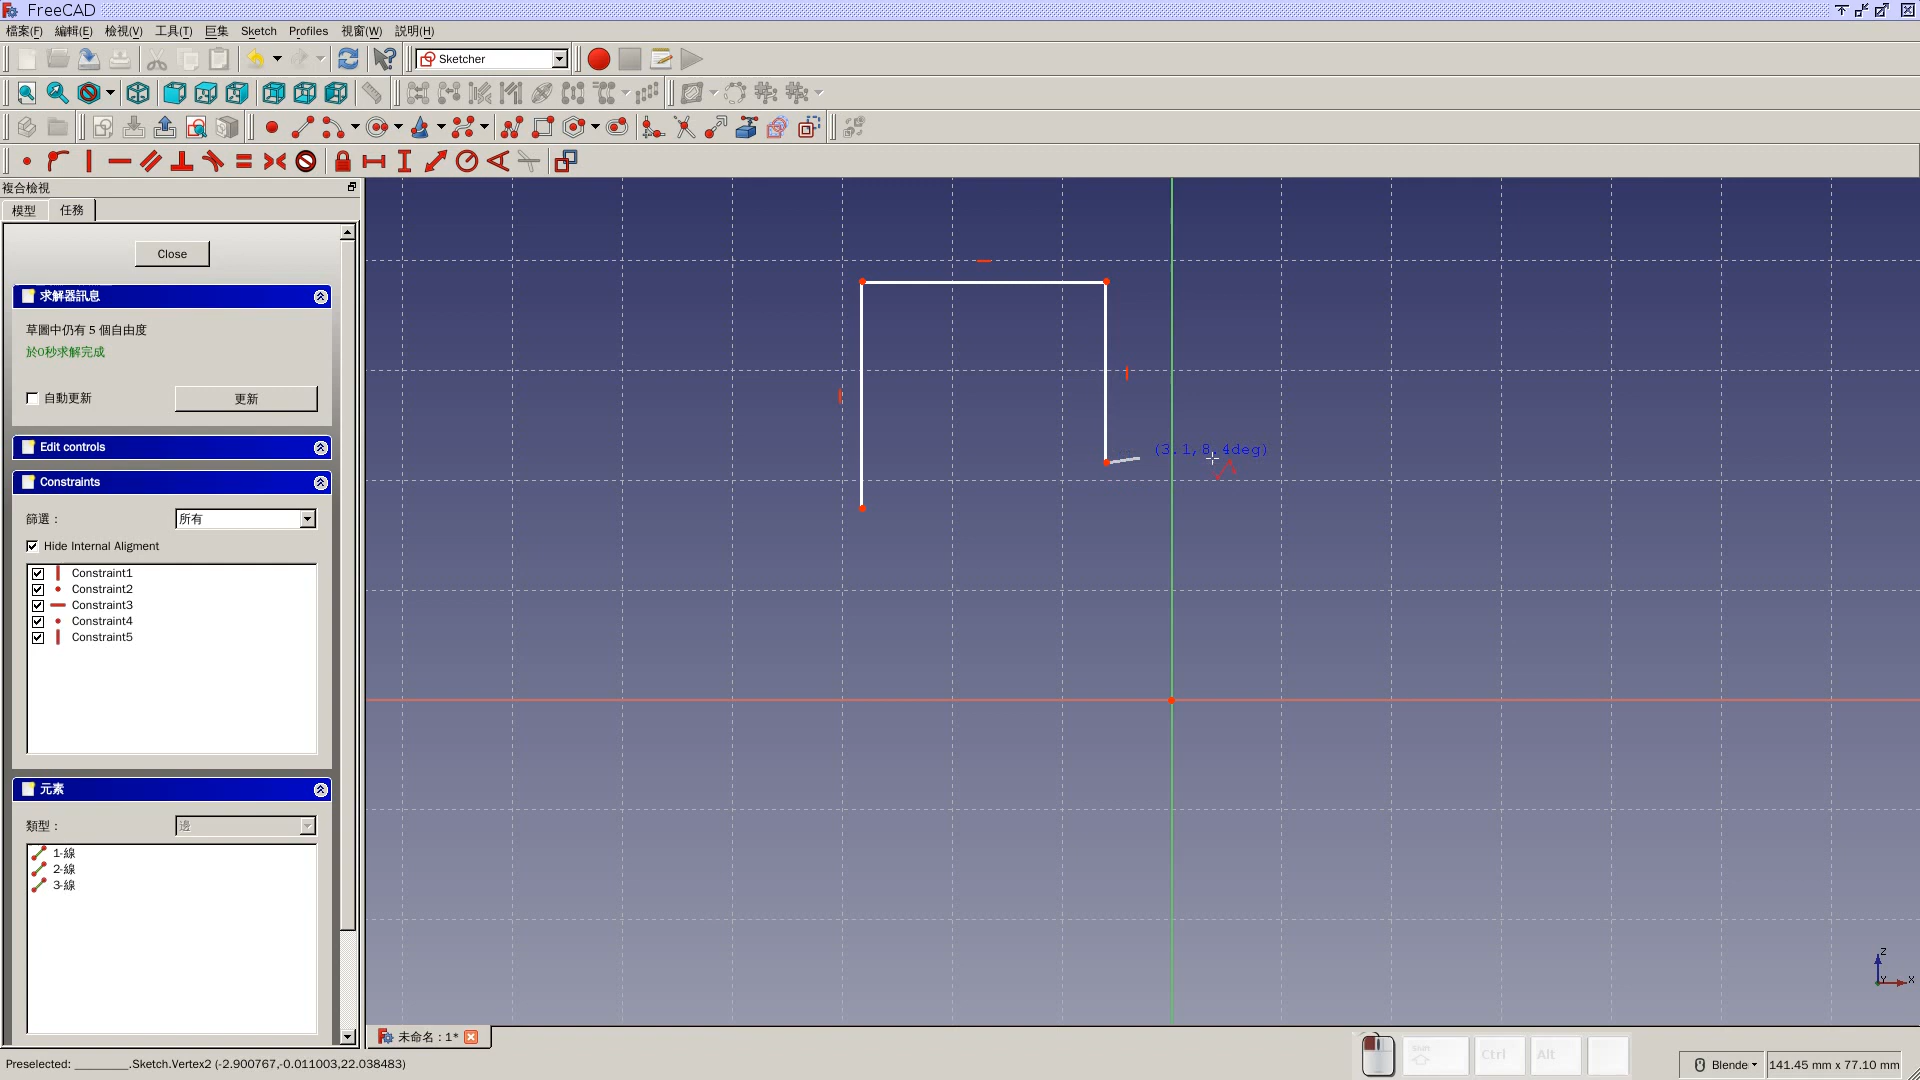 FreeCAD
檔案(F) 編輯(E) 檢視(V) 工具(T) 巨集 Sketch Profiles 視窗(W) 説明(H)
Sketcher
複合檢視
模型 任務
Close
求解器訊息
草圖中仍有 5 個自由度
於0秒求解完成
自動更新 更新
Edit controls
Constraints
篩選： 所有
Hide Internal Aligment
Constraint1
Constraint2
Constraint3
Constraint4
Constraint5
元素
類型： 邊
1-線
2-線
3-線
(3.1,8.4deg)
Z
Y X
未命名 : 1*
Preselected: _________.Sketch.Vertex2 (-2.900767,-0.011003,22.038483)
Shift Ctrl Alt
Blende
141.45 mm x 77.10 mm